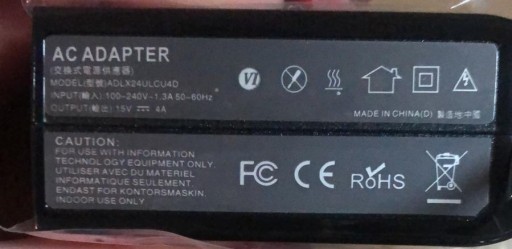 AC ADAPTER
(交換式電源供應器)
MODEL(型號)ADLX24ULCU4D
INPUT(輸入) 100-240V~1.3A 50-60Hz
OUTPUT(輸出) 15V ⎓ 4A
VI
MADE IN CHINA(D) 製造地中國
CAUTION:
FOR USE WITH INFORMATION
TECHNOLOGY EQUIPMENT ONLY.
UTILISER AVEC DU MATERIEL
INFORMATIQUE SEULEMENT.
ENDAST FOR KONTORSMASKIN.
INDOOR USE ONLY
FC CE RoHS